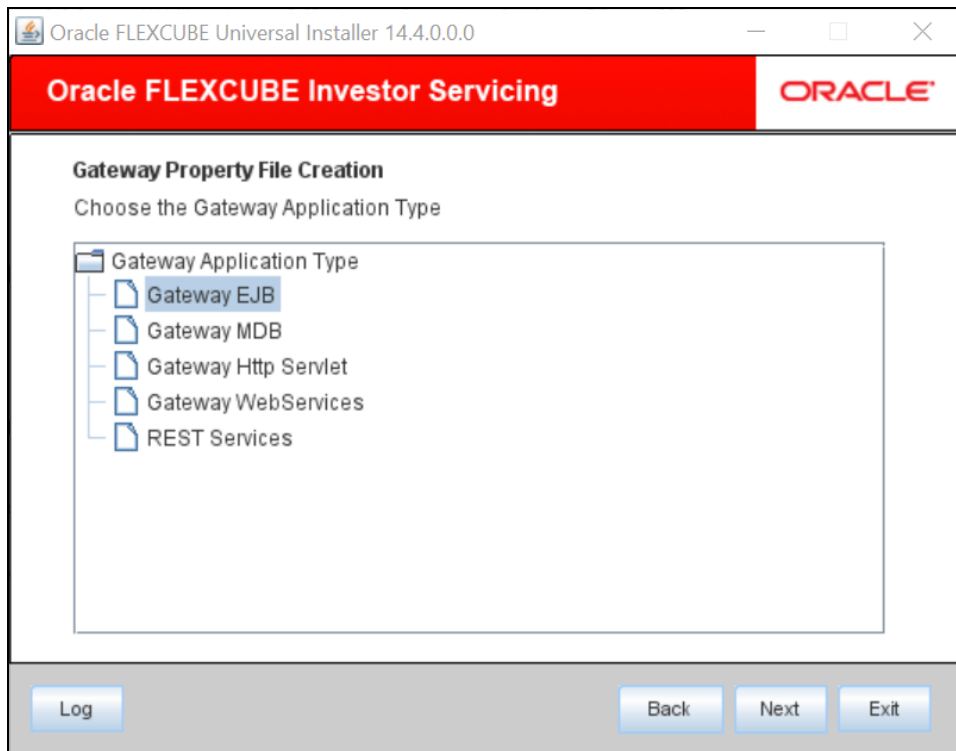 Oracle FLEXCUBE Universal Installer 14.4.0.0.0
Oracle FLEXCUBE Investor Servicing
ORACLE
Gateway Property File Creation
Choose the Gateway Application Type
Gateway Application Type
Gateway EJB
Gateway MDB
Gateway Http Servlet
Gateway WebServices
REST Services
Log Back Next Exit